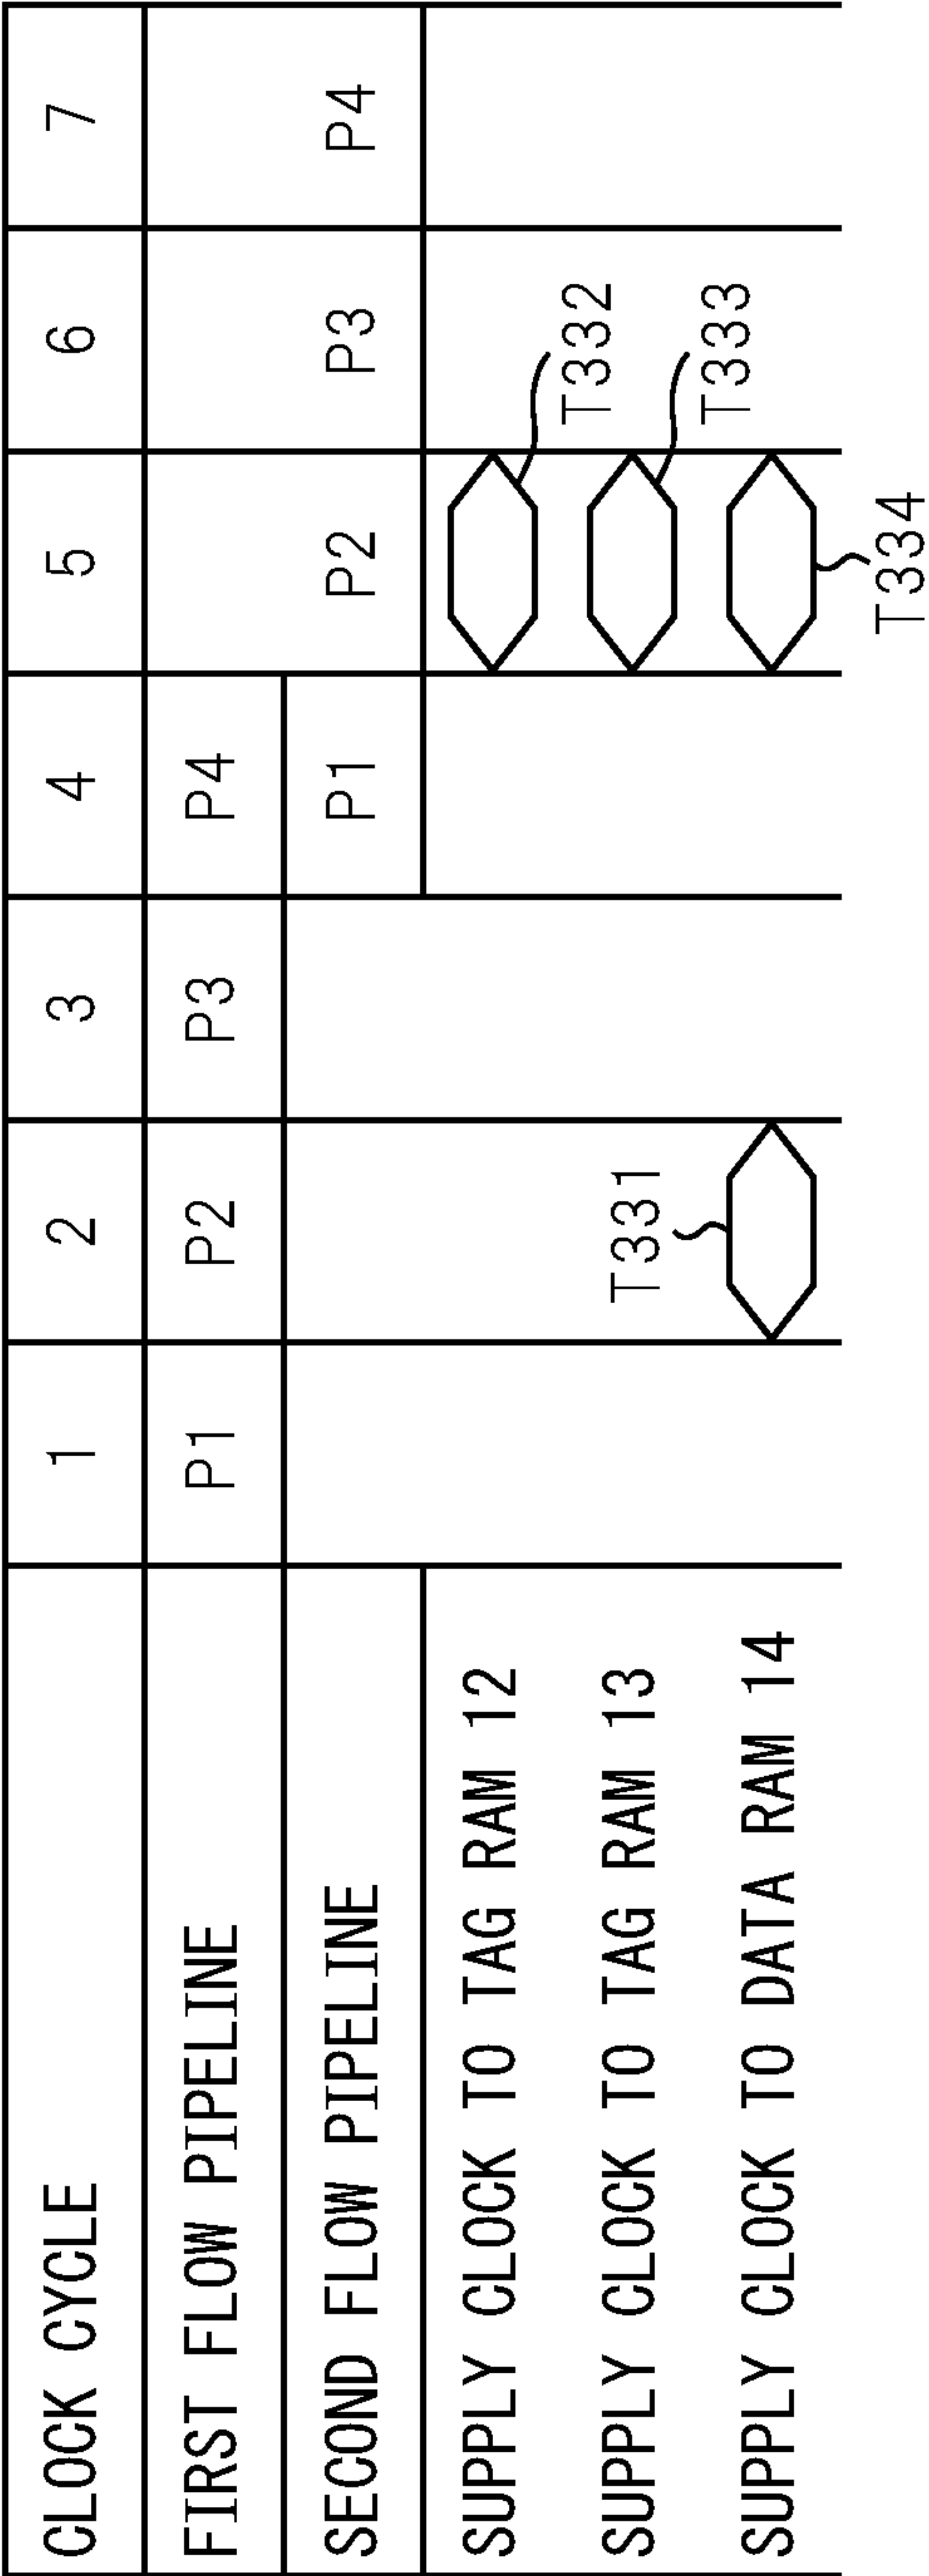 CLOCK CYCLE 1 2 3 4 5 6 7
FIRST FLOW PIPELINE P1 P2 P3 P4
SECOND FLOW PIPELINE P1 P2 P3 P4
SUPPLY CLOCK TO TAG RAM 12
T332
SUPPLY CLOCK TO TAG RAM 13
T331
T333
SUPPLY CLOCK TO DATA RAM 14
T334